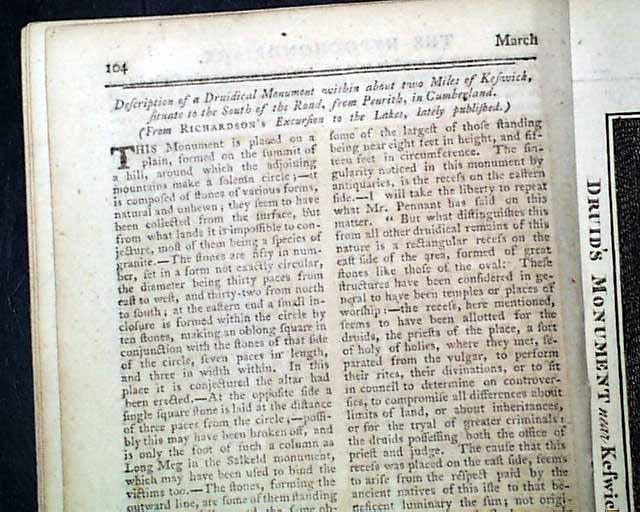 104
March
Description of a Druidical Monument within about two Miles of Keſwick,
ſituate to the South of the Road, from Penrith, in Cumberland.
(From RICHARDSON's Excurſion to the Lakes, lately publiſhed.)
THIS Monument is placed on a
plain, formed on the ſummit of
a hill, around which the adjoining
mountains make a ſolemn circle;—it
is compoſed of ſtones of various forms,
natural and unhewn; they ſeem to have
been collected from the ſurface, but
from what lands it is impoſſible to con-
jecture, moſt of them being a ſpecies of
granite.—The ſtones are fifty in num-
ber, ſet in a form not exactly circular,
the diameter being thirty paces from
eaſt to weſt, and thirty-two from north
to ſouth; at the eaſtern end a ſmall in-
cloſure is formed within the circle by
ten ſtones, making an oblong ſquare in
conjunction with the ſtones of that ſide
of the circle, ſeven paces in length,
and three in width within. In this
place it is conjectured the altar had
been erected.—At the oppoſite ſide a
ſingle ſquare ſtone is laid at the diſtance
of three paces from the circle,—poſſi-
bly this may have been broken off, and
is only the foot of ſuch a column as
Long Meg in the Salkeld monument,
which may have been uſed to bind the
victims too.—The ſtones, forming the
outward line, are ſome of them ſtanding
ſome of the largeſt of thoſe ſtanding
being near eight feet in height, and fif-
teen feet in circumference. The ſin-
gularity noticed in this monument by
antiquaries, is the receſs on the eaſtern
ſide.—I will take the liberty to repeat
what Mr. Pennant has ſaid on this
matter. "But what diſtinguiſhes this
from all other druidical remains of this
nature is a rectangular receſs on the
eaſt ſide of the area, formed of great
ſtones like thoſe of the oval: Theſe
ſtructures have been conſidered in ge-
neral to have been temples or places of
worſhip:—the receſs, here mentioned,
ſeems to have been allotted for the
druids, the prieſts of the place, a ſort
of holy of holies, where they met, ſe-
parated from the vulgar, to perform
their rites, their divinations, or to ſit
in council to determine on controver-
ſies, to compromiſe all differences about
limits of land, or about inheritances,
or for the tryal of greater criminals:
the druids poſſeſſing both the office of
prieſt and judge. The cauſe that this
receſs was placed on the eaſt ſide, ſeems
to ariſe from the reſpect paid by the
ancient natives of this iſle to that be-
neficent luminary the ſun; not origi-
DRUID'S MONUMENT near Keſwick